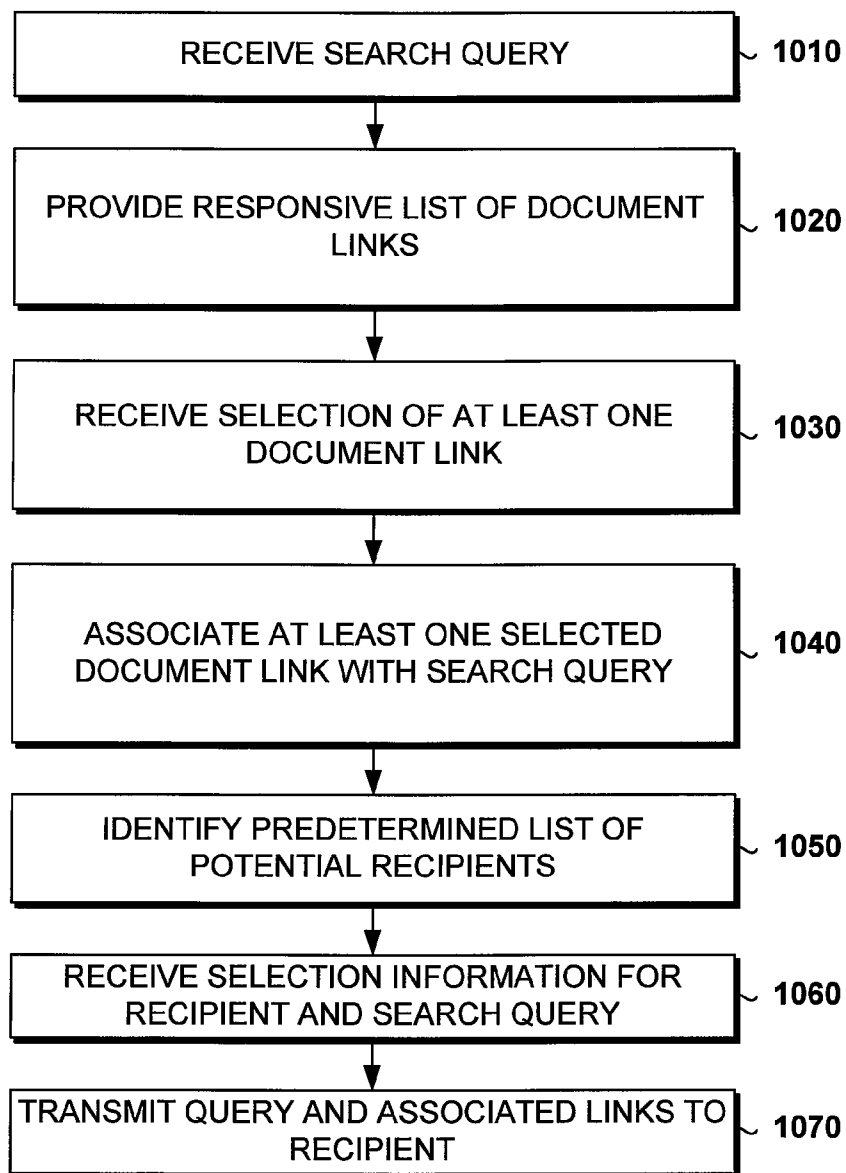 RECEIVE SEARCH QUERY
1010
PROVIDE RESPONSIVE LIST OF DOCUMENT
LINKS
1020
RECEIVE SELECTION OF AT LEAST ONE
DOCUMENT LINK
1030
ASSOCIATE AT LEAST ONE SELECTED
DOCUMENT LINK WITH SEARCH QUERY
1040
IDENTIFY PREDETERMINED LIST OF
POTENTIAL RECIPIENTS
1050
RECEIVE SELECTION INFORMATION FOR
RECIPIENT AND SEARCH QUERY
1060
TRANSMIT QUERY AND ASSOCIATED LINKS TO
RECIPIENT
1070